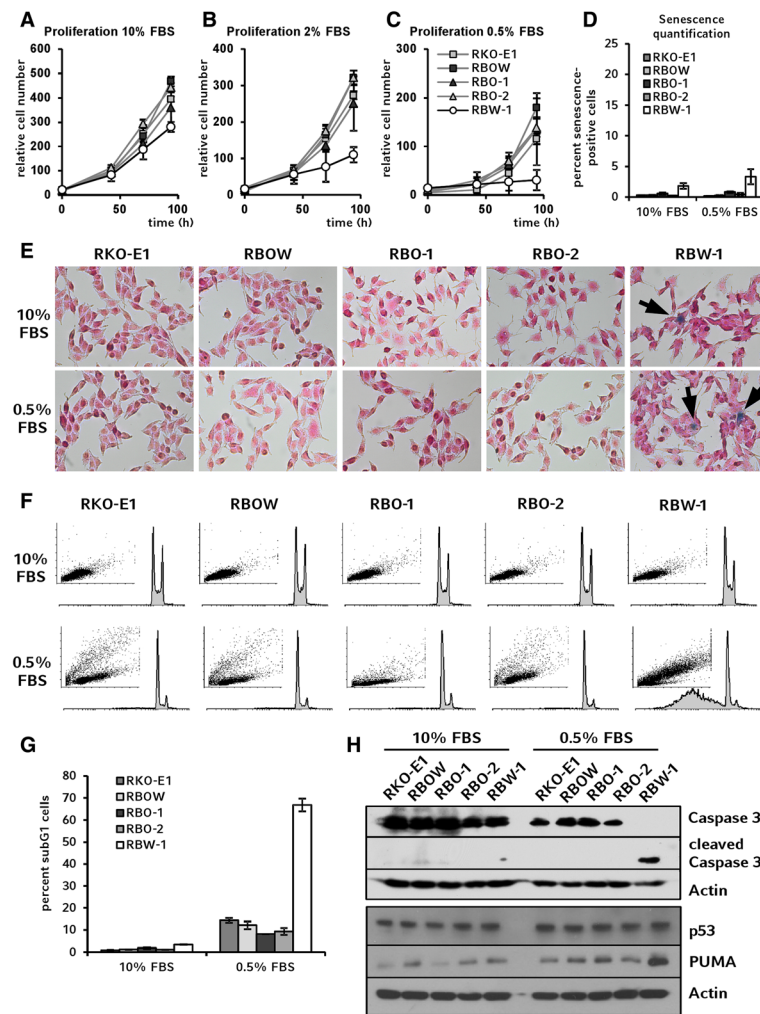 A
Proliferation 10% FBS
relative cell number
600
500
400
300
200
100
0
0 50 100
time (h)
B
Proliferation 2% FBS
relative cell number
400
300
200
100
0
0 50 100
time (h)
C
Proliferation 0.5% FBS
relative cell number
300
200
100
0
RKO-E1
RBOW
RBO-1
RBO-2
RBW-1
0 50 100
time (h)
D
Senescence
quantification
percent senescence-
positive cells
25
20
15
10
5
0
RKO-E1
RBOW
RBO-1
RBO-2
RBW-1
10% FBS 0.5% FBS
E
RKO-E1 RBOW RBO-1 RBO-2 RBW-1
10%
FBS
0.5%
FBS
F
RKO-E1 RBOW RBO-1 RBO-2 RBW-1
10%
FBS
0.5%
FBS
G
percent subG1 cells
80
70
60
50
40
30
20
10
0
RKO-E1
RBOW
RBO-1
RBO-2
RBW-1
10% FBS 0.5% FBS
H
10% FBS 0.5% FBS
RKO-E1 RBOW RBO-1 RBO-2 RBW-1 RKO-E1 RBOW RBO-1 RBO-2 RBW-1
Caspase 3
cleaved
Caspase 3
Actin
p53
PUMA
Actin